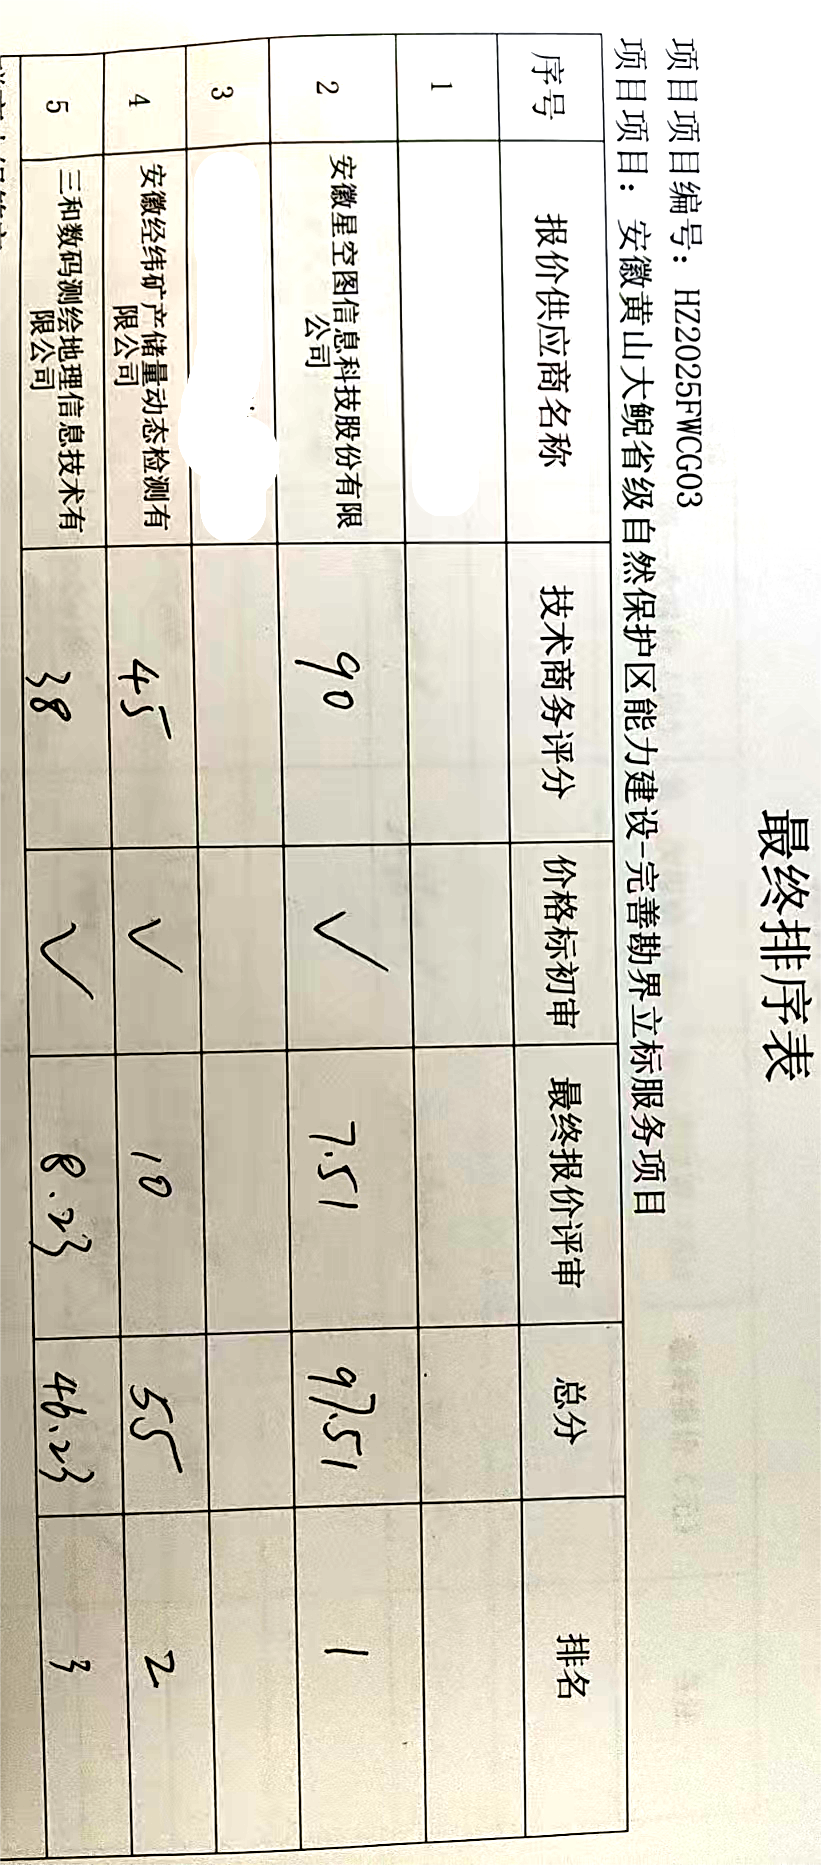 最终排序表
项目项目编号：HZ2025FWCG03
项目项目：安徽黄山大鲵省级自然保护区能力建设-完善勘界立标服务项目
序号 报价供应商名称 技术商务评分 价格标初审 最终报价评审 总分 排名
1
2 安徽星空图信息科技股份有限 90 √ 7.51 97.51 1
公司
3
4 安徽经纬矿产储量动态检测有 45 √ 10 55 2
限公司
5 三和数码测绘地理信息技术有 38 √ 8.23 46.23 3
限公司